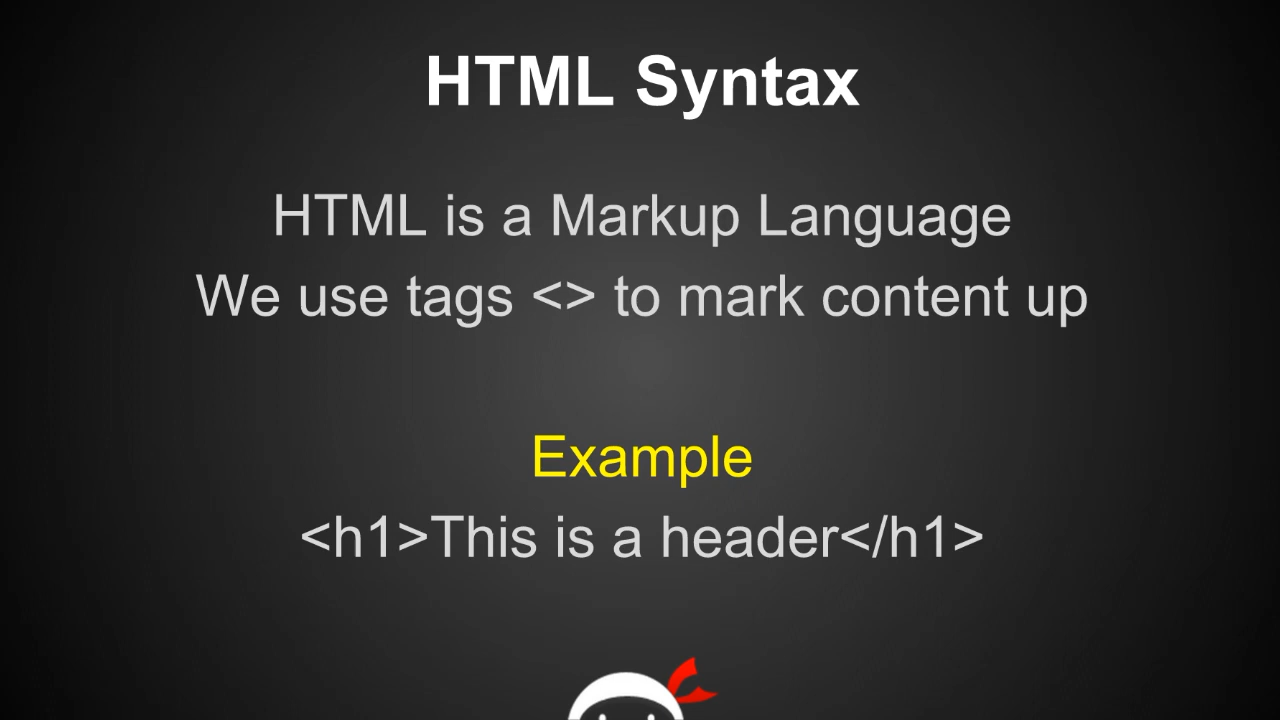 HTML Syntax
HTML is a Markup Language
We use tags <> to mark content up
Example
<h1>This is a header</h1>